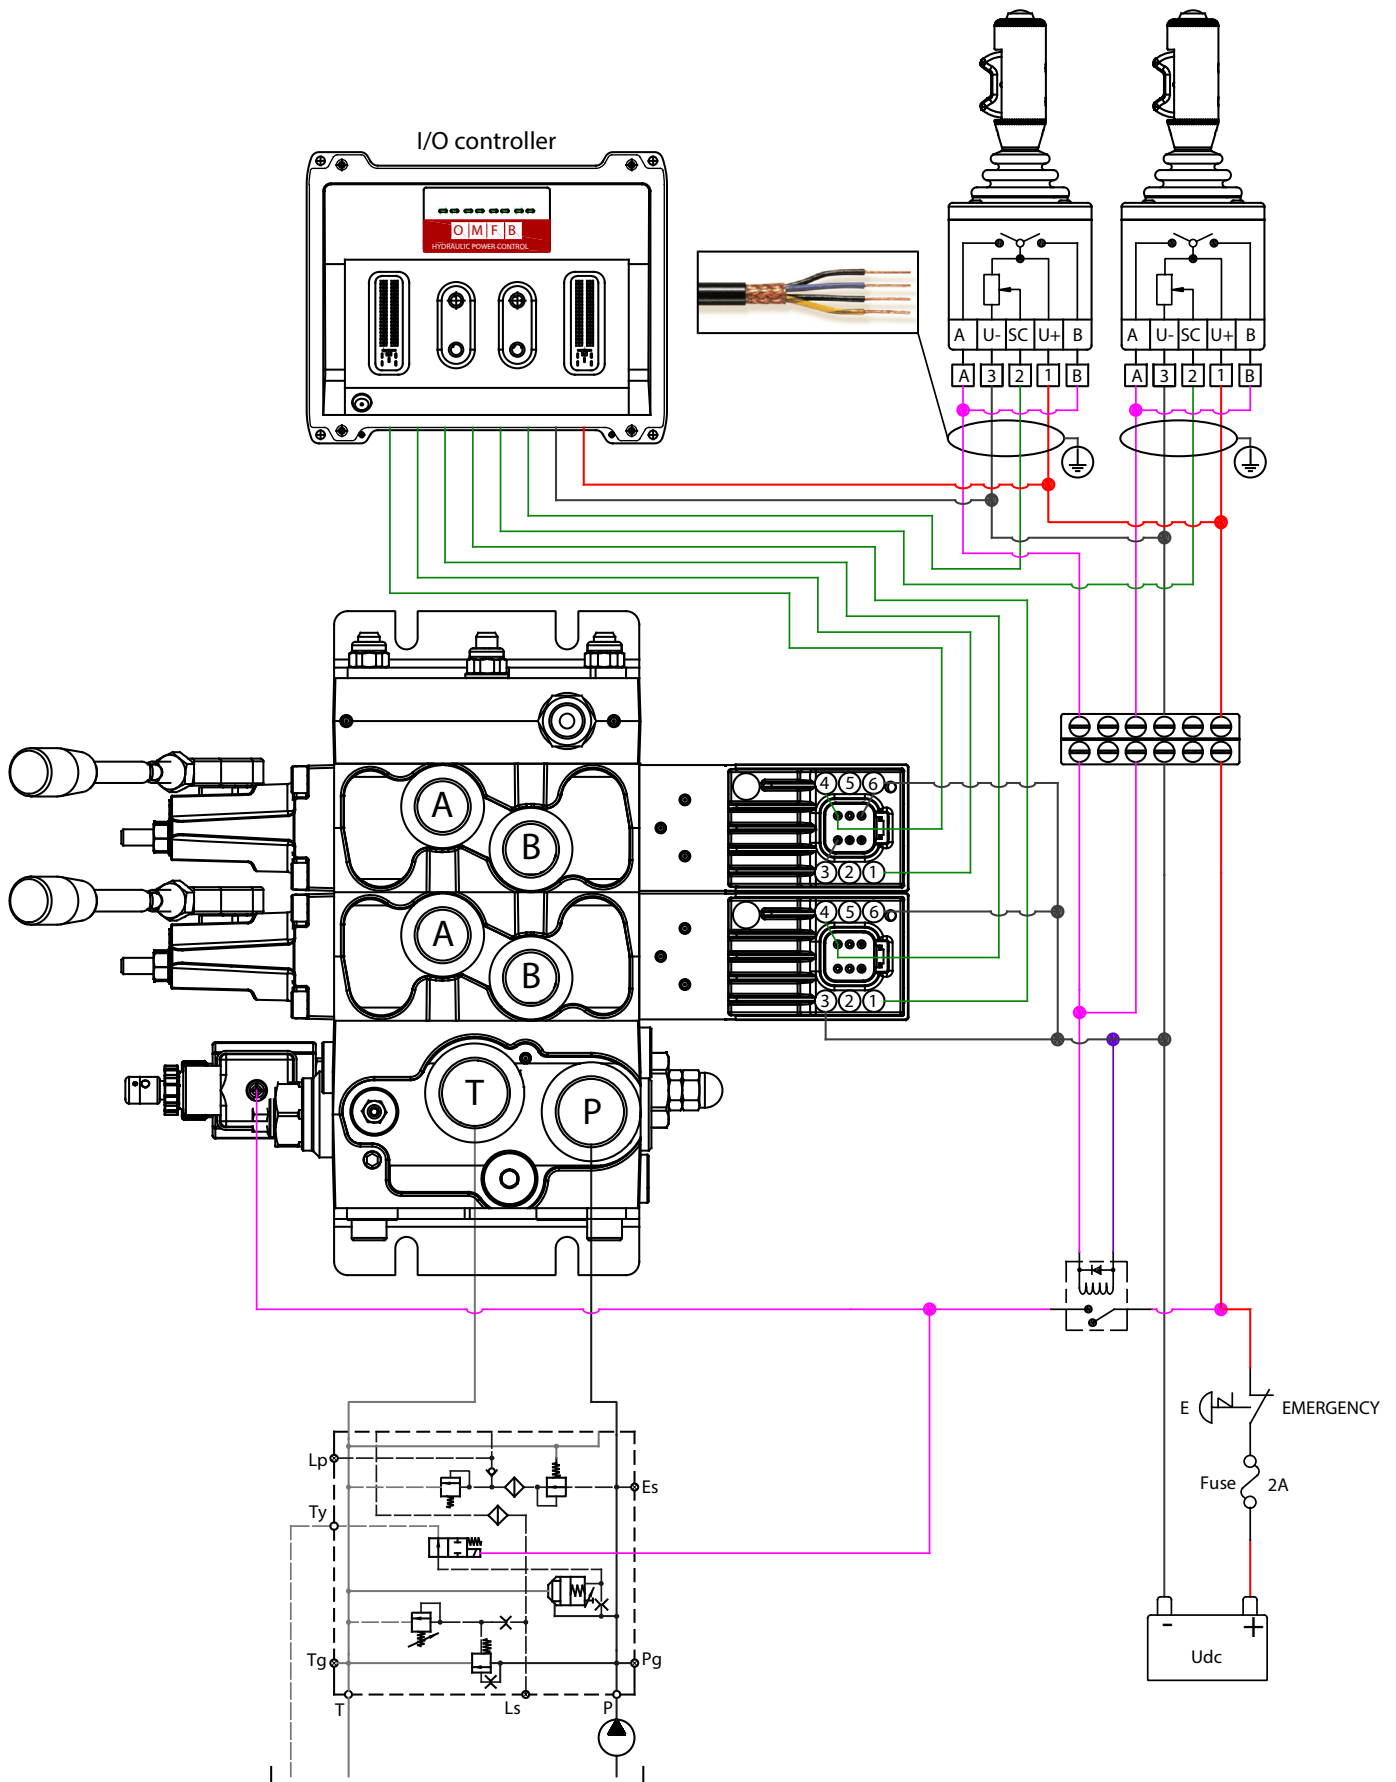 I/O controller
O M F B
HYDRAULIC POWER CONTROL
A U- SC U+ B
A 3 2 1 B
A U- SC U+ B
A 3 2 1 B
A
B
4 5 6
3 2 1
A
B
4 5 6
3 2 1
T
P
E
EMERGENCY
Fuse
2A
Lp
Es
Ty
Tg
Pg
T
Ls
P
- +
Udc